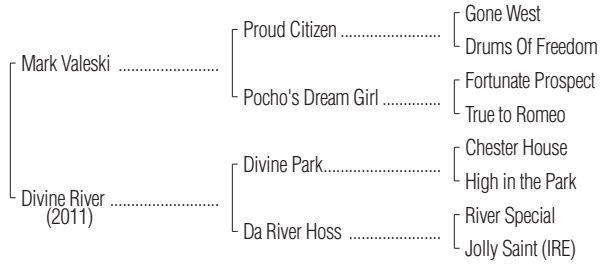 Gone West
Proud Citizen .....................
Drums Of Freedom
Mark Valeski .....................
Fortunate Prospect
Pocho's Dream Girl ............
True to Romeo
Chester House
Divine Park........................
High in the Park
Divine River ......................
(2011)
River Special
Da River Hoss ...................
Jolly Saint (IRE)